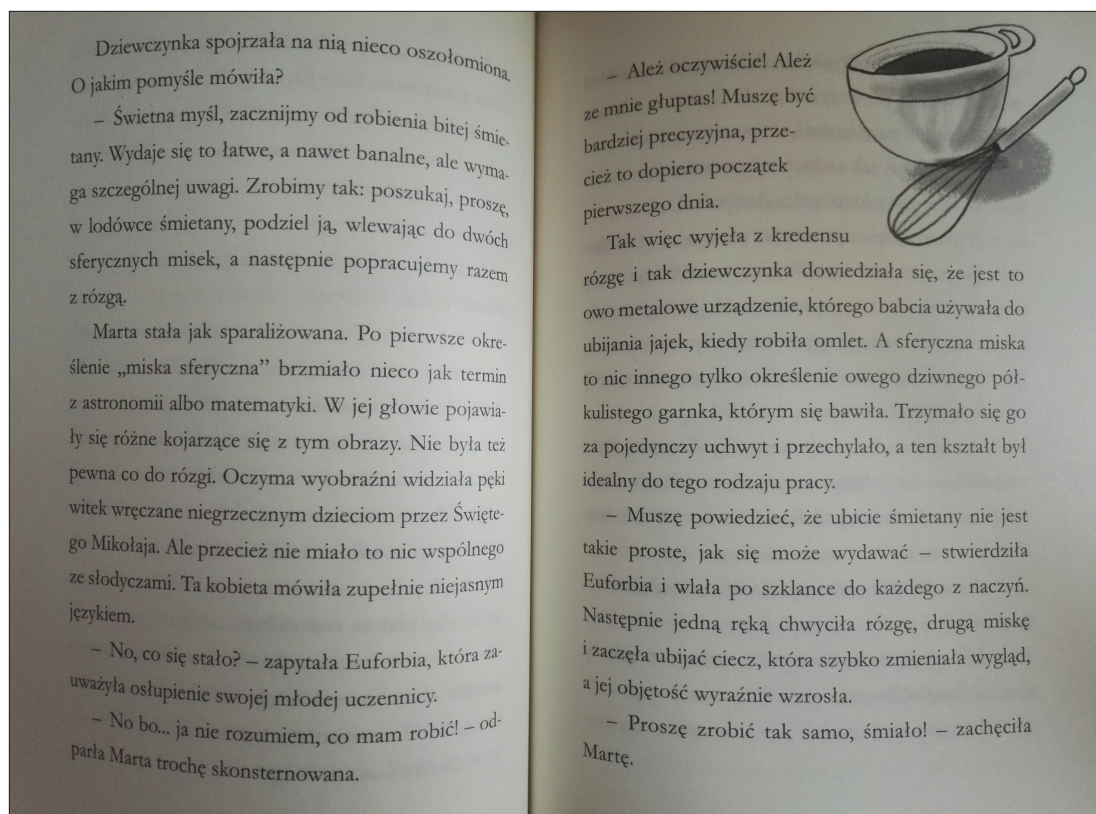 Dziewczynka spojrzała na nią nieco oszołomiona.
O jakim pomyśle mówiła?
– Świetna myśl, zacznijmy od robienia bitej śmie-
tany. Wydaje się to łatwe, a nawet banalne, ale wyma-
ga szczególnej uwagi. Zrobimy tak: poszukaj, proszę,
w lodówce śmietany, podziel ją, wlewając do dwóch
sferycznych misek, a następnie popracujemy razem
z rózgą.
Marta stała jak sparaliżowana. Po pierwsze okre-
ślenie „miska sferyczna” brzmiało nieco jak termin
z astronomii albo matematyki. W jej głowie pojawia-
ły się różne kojarzące się z tym obrazy. Nie była też
pewna co do rózgi. Oczyma wyobraźni widziała pęki
witek wręczane niegrzecznym dzieciom przez Święte-
go Mikołaja. Ale przecież nie miało to nic wspólnego
ze słodyczami. Ta kobieta mówiła zupełnie niejasnym
językiem.
– No, co się stało? – zapytała Euforbia, która za-
uważyła osłupienie swojej młodej uczennicy.
– No bo... ja nie rozumiem, co mam robić! – od-
parła Marta trochę skonsternowana.
– Ależ oczywiście! Ależ
ze mnie głuptas! Muszę być
bardziej precyzyjna, prze-
cież to dopiero początek
pierwszego dnia.
Tak więc wyjęła z kredensu
rózgę i tak dziewczynka dowiedziała się, że jest to
owo metalowe urządzenie, którego babcia używała do
ubijania jajek, kiedy robiła omlet. A sferyczna miska
to nic innego tylko określenie owego dziwnego pół-
kulistego garnka, którym się bawiła. Trzymało się go
za pojedynczy uchwyt i przechylało, a ten kształt był
idealny do tego rodzaju pracy.
– Muszę powiedzieć, że ubicie śmietany nie jest
takie proste, jak się może wydawać – stwierdziła
Euforbia i wlała po szklance do każdego z naczyń.
Następnie jedną ręką chwyciła rózgę, drugą miskę
i zaczęła ubijać ciecz, która szybko zmieniała wygląd,
a jej objętość wyraźnie wzrosła.
– Proszę zrobić tak samo, śmiało! – zachęciła
Martę.